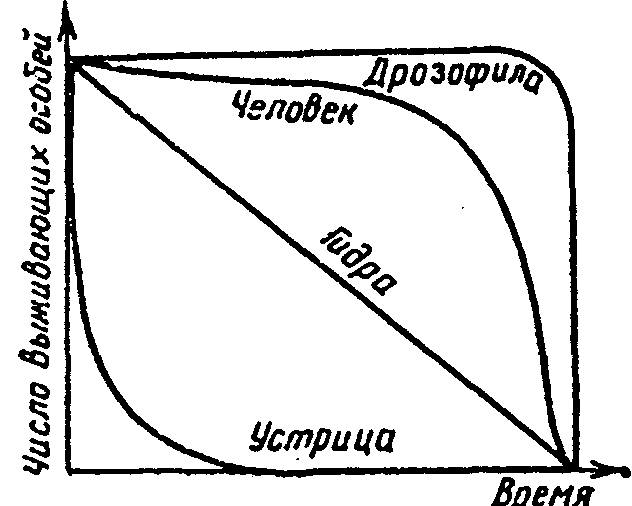 Число выживающих особей
Дрозофила
Человек
Гидра
Устрица
Время